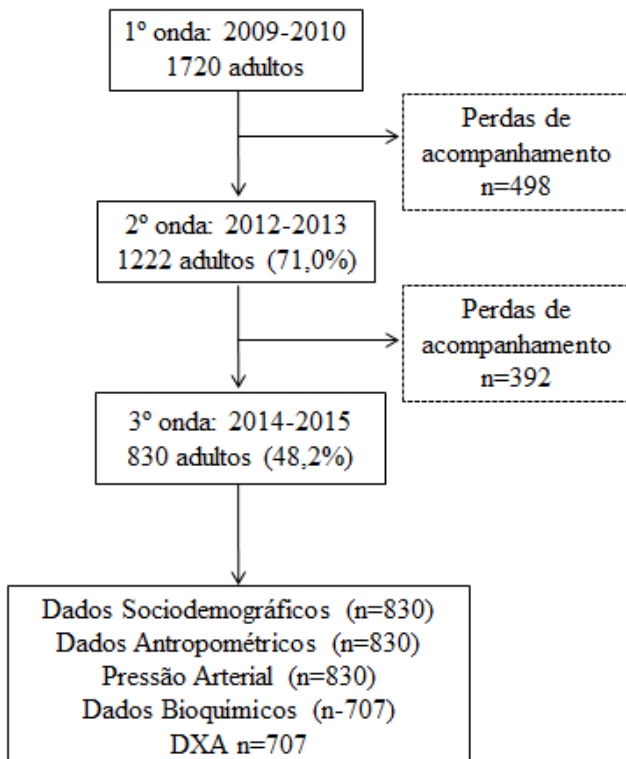 1º onda: 2009-2010
1720 adultos
Perdas de
acompanhamento
n=498
2º onda: 2012-2013
1222 adultos (71,0%)
Perdas de
acompanhamento
n=392
3º onda: 2014-2015
830 adultos (48,2%)
Dados Sociodemográficos (n=830)
Dados Antropométricos (n=830)
Pressão Arterial (n=830)
Dados Bioquímicos (n-707)
DXA n=707